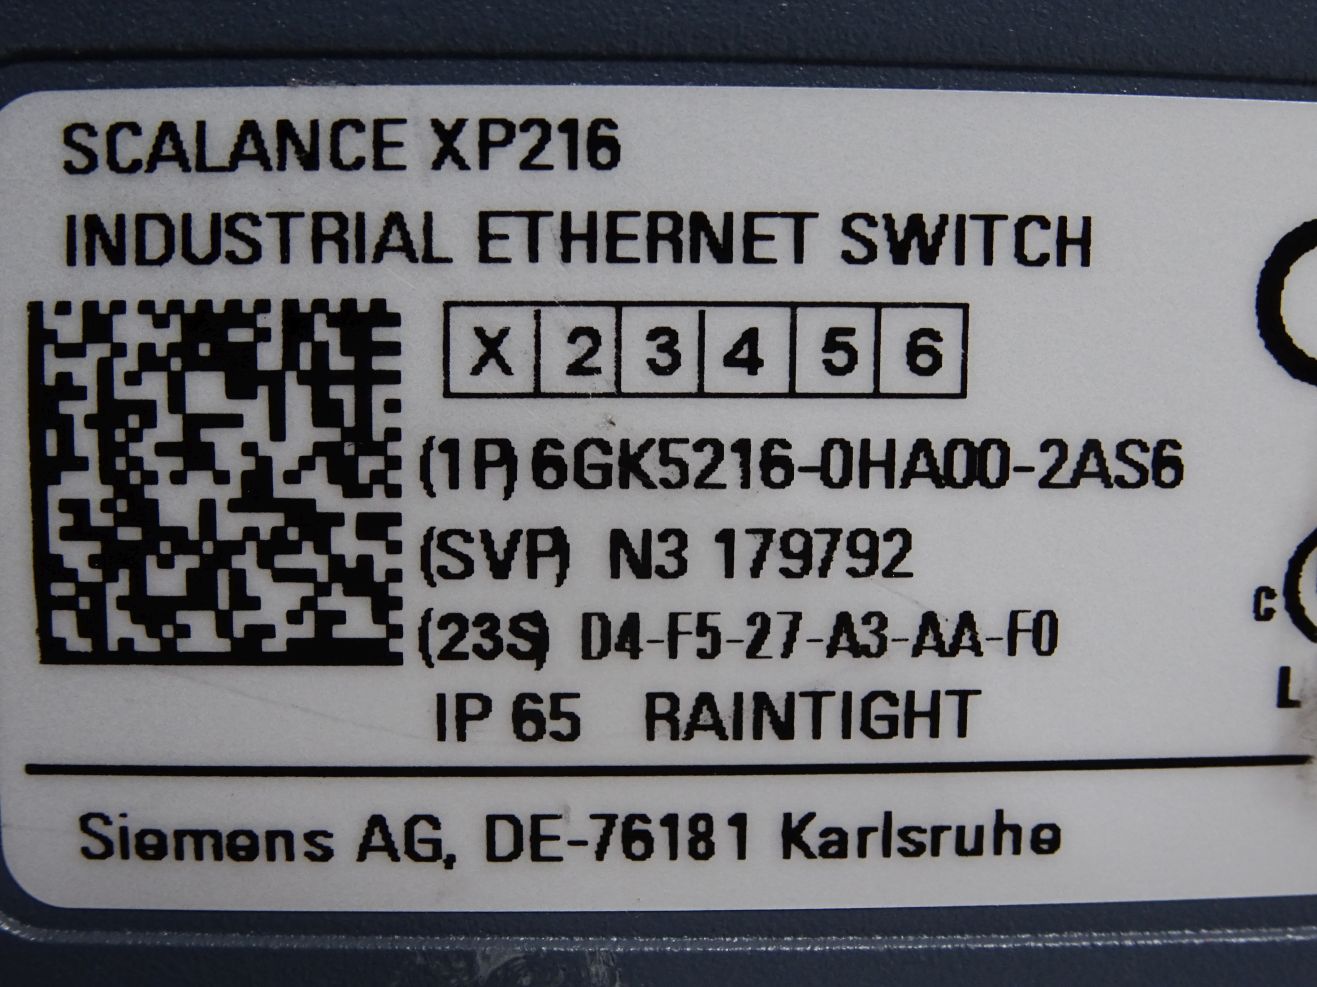 SCALANCE XP216
INDUSTRIAL ETHERNET SWITCH
X 2 3 4 5 6
(1P) 6GK5216-0HA00-2AS6
(SVP) N3 179792
(23S) D4-F5-27-A3-AA-F0
C
IP 65 RAINTIGHT
L
Siemens AG, DE-76181 Karlsruhe